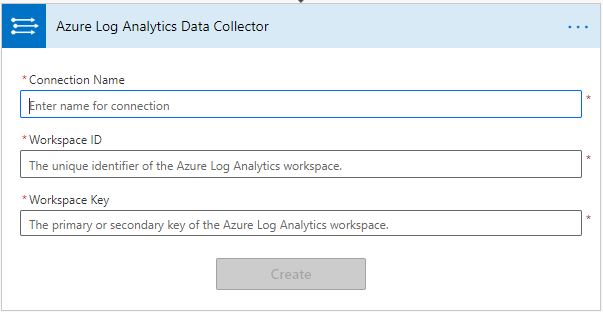 Azure Log Analytics Data Collector
...
* Connection Name
Enter name for connection
*
* Workspace ID
The unique identifier of the Azure Log Analytics workspace.
*
* Workspace Key
The primary or secondary key of the Azure Log Analytics workspace.
*
Create